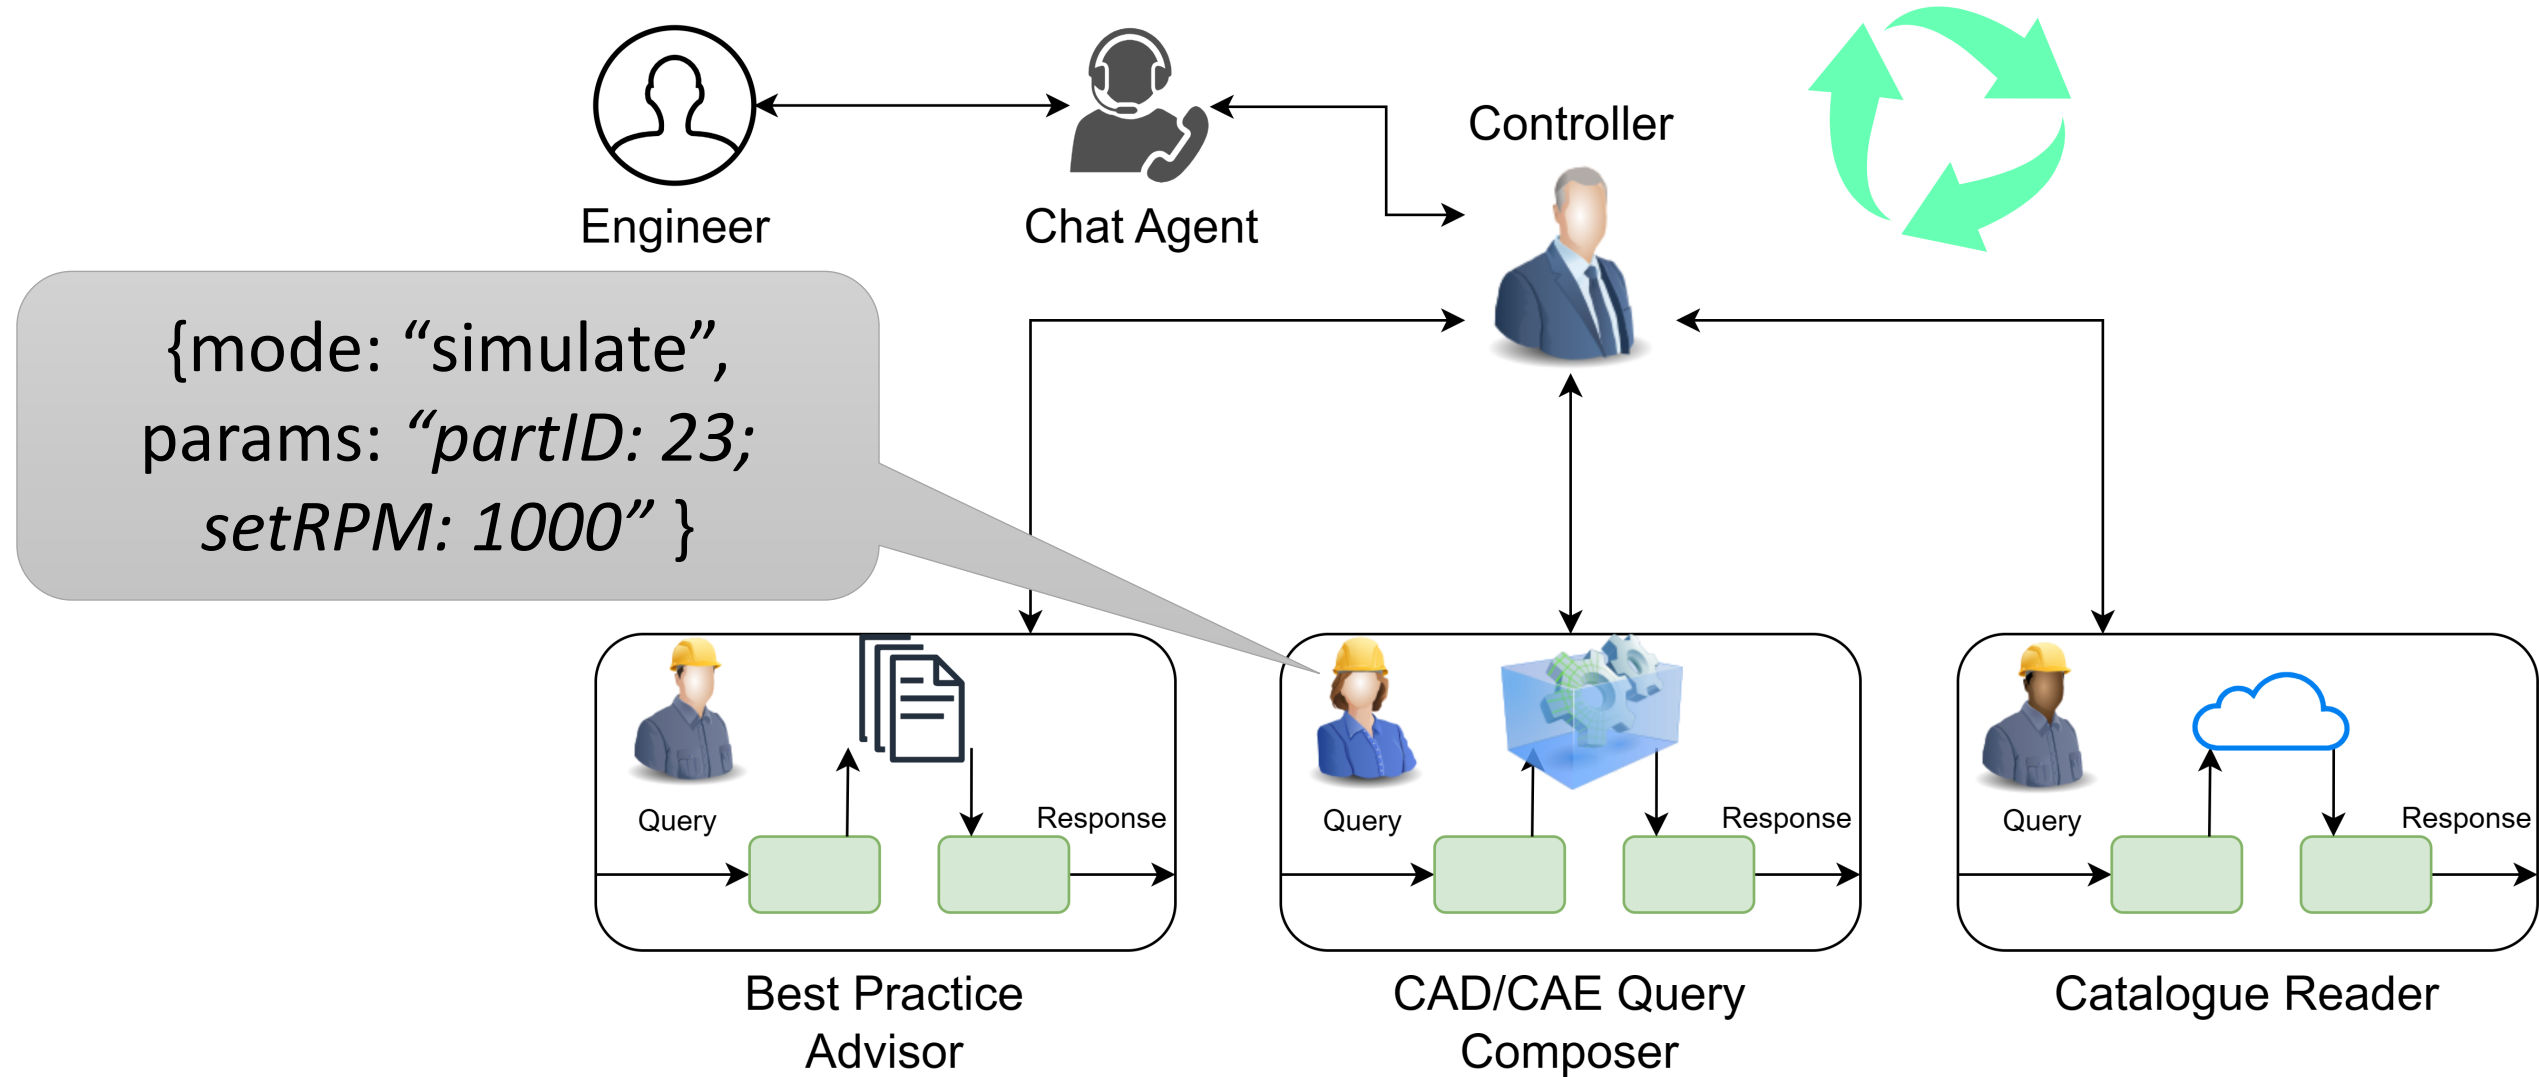 Controller
Engineer
Chat Agent
{mode: “simulate”,
params: “partID: 23;
setRPM: 1000” }
Query
Response
Query
Response
Query
Response
Best Practice
Advisor
CAD/CAE Query
Composer
Catalogue Reader